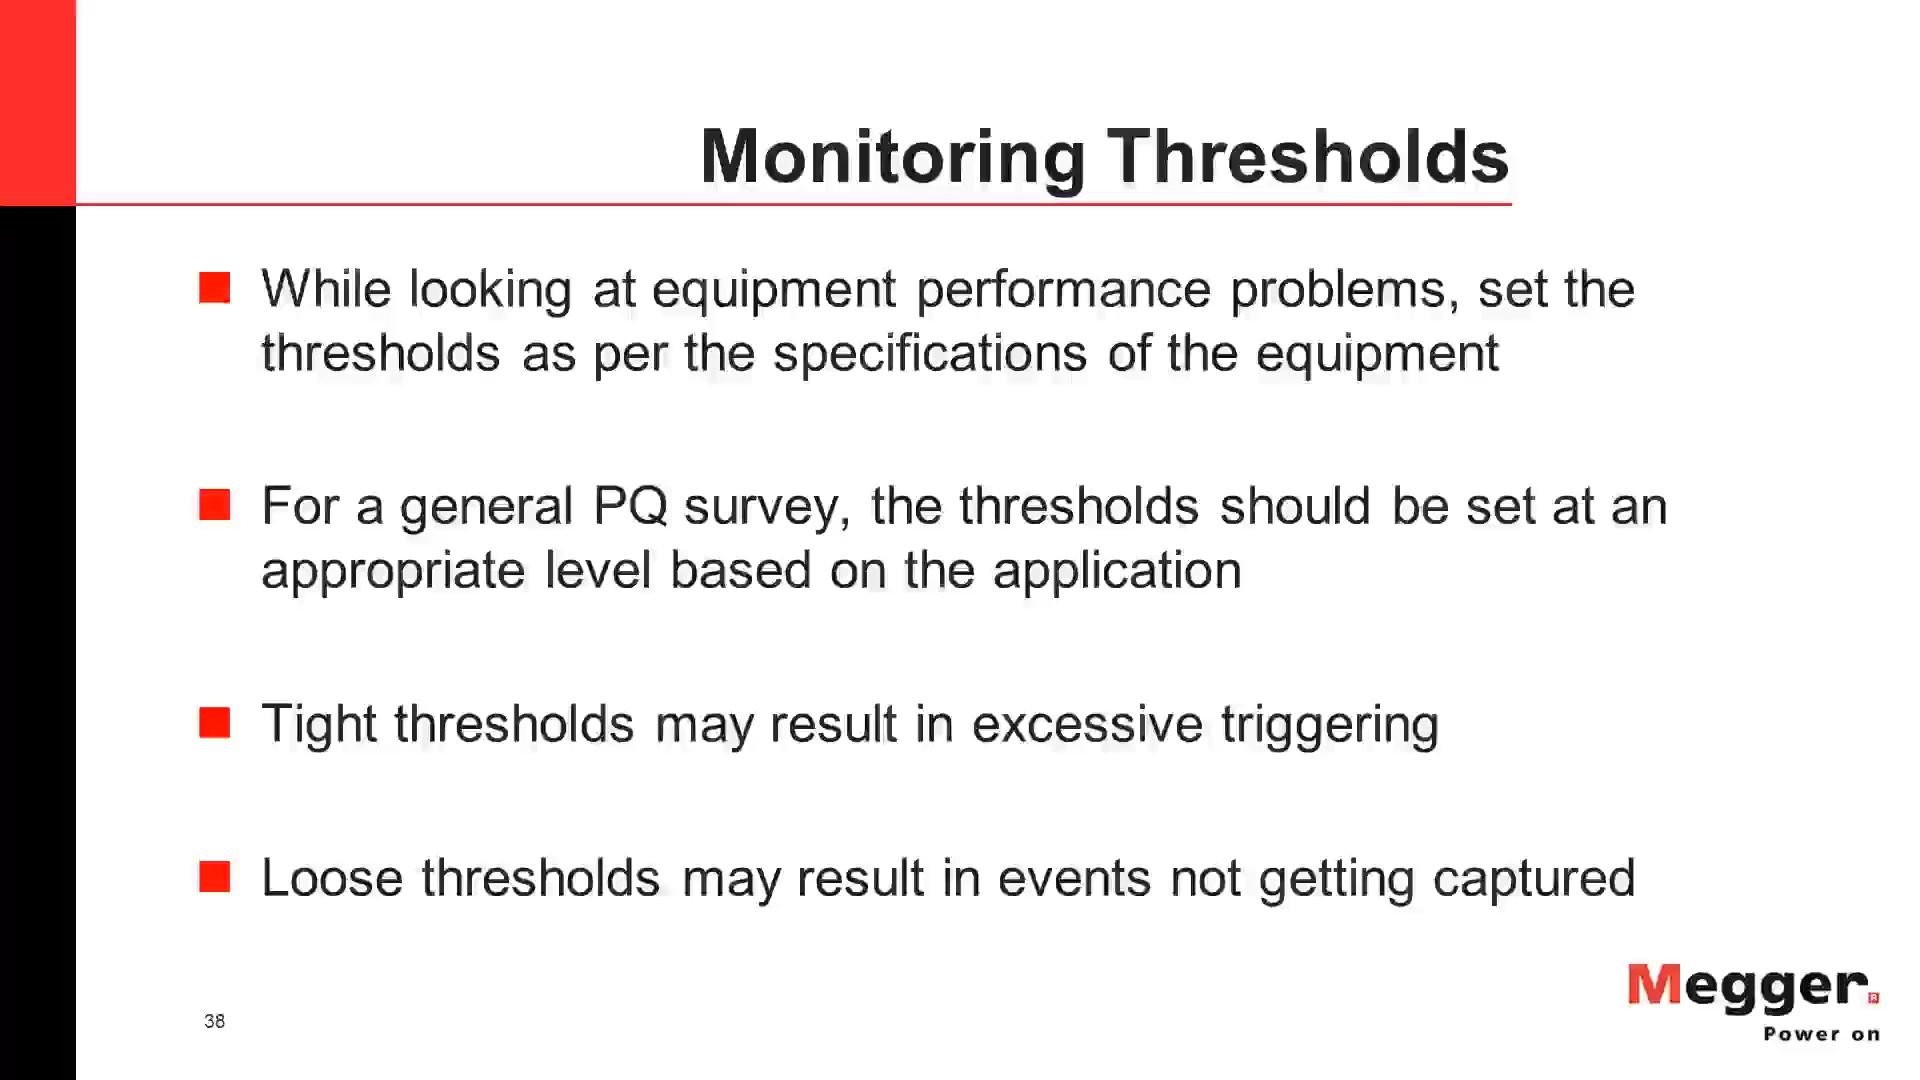 Monitoring Thresholds
While looking at equipment performance problems, set the
thresholds as per the specifications of the equipment
For a general PQ survey, the thresholds should be set at an
appropriate level based on the application
Tight thresholds may result in excessive triggering
Loose thresholds may result in events not getting captured
Megger®
Power on
38